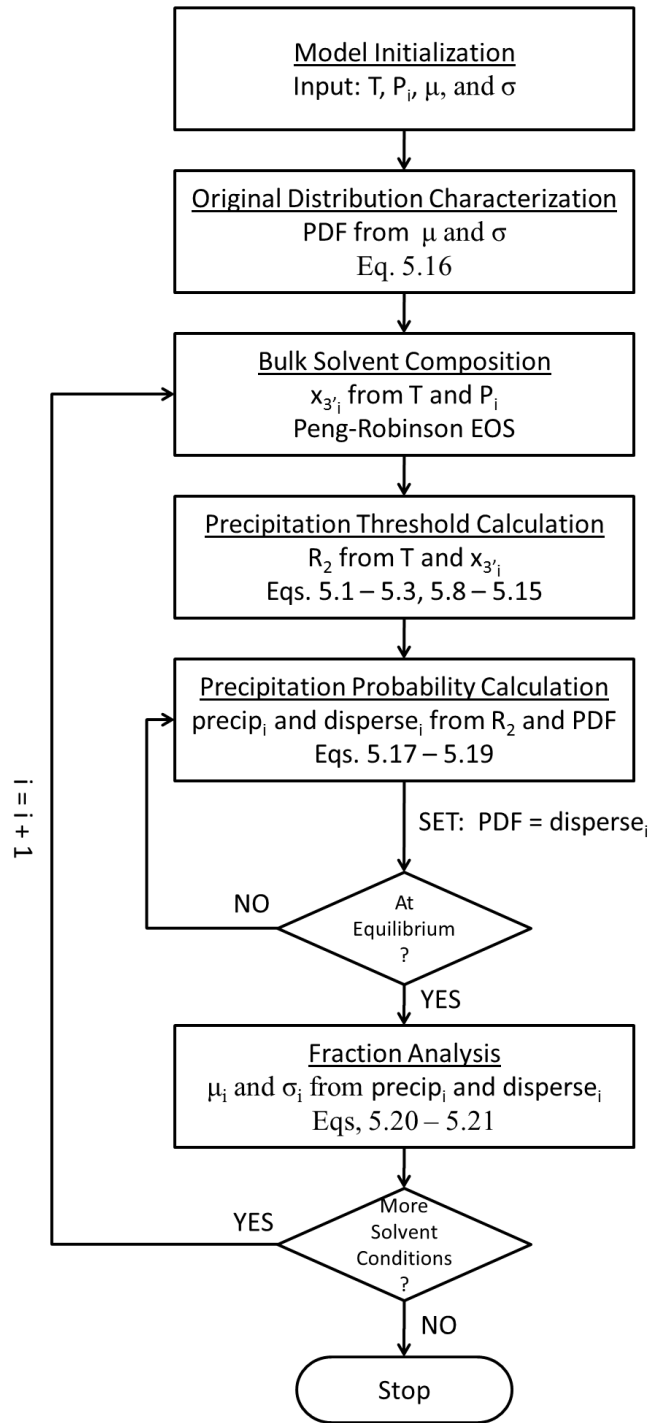 Model Initialization
Input: T, Pᵢ, μ, and σ
Original Distribution Characterization
PDF from μ and σ
Eq. 5.16
Bulk Solvent Composition
x₃'ᵢ from T and Pᵢ
Peng-Robinson EOS
Precipitation Threshold Calculation
R₂ from T and x₃'ᵢ
Eqs. 5.1 – 5.3, 5.8 – 5.15
Precipitation Probability Calculation
precipᵢ and disperseᵢ from R₂ and PDF
Eqs. 5.17 – 5.19
i = i + 1
SET: PDF = disperseᵢ
NO
At
Equilibrium
?
YES
Fraction Analysis
μᵢ and σᵢ from precipᵢ and disperseᵢ
Eqs, 5.20 – 5.21
YES
More
Solvent
Conditions
?
NO
Stop